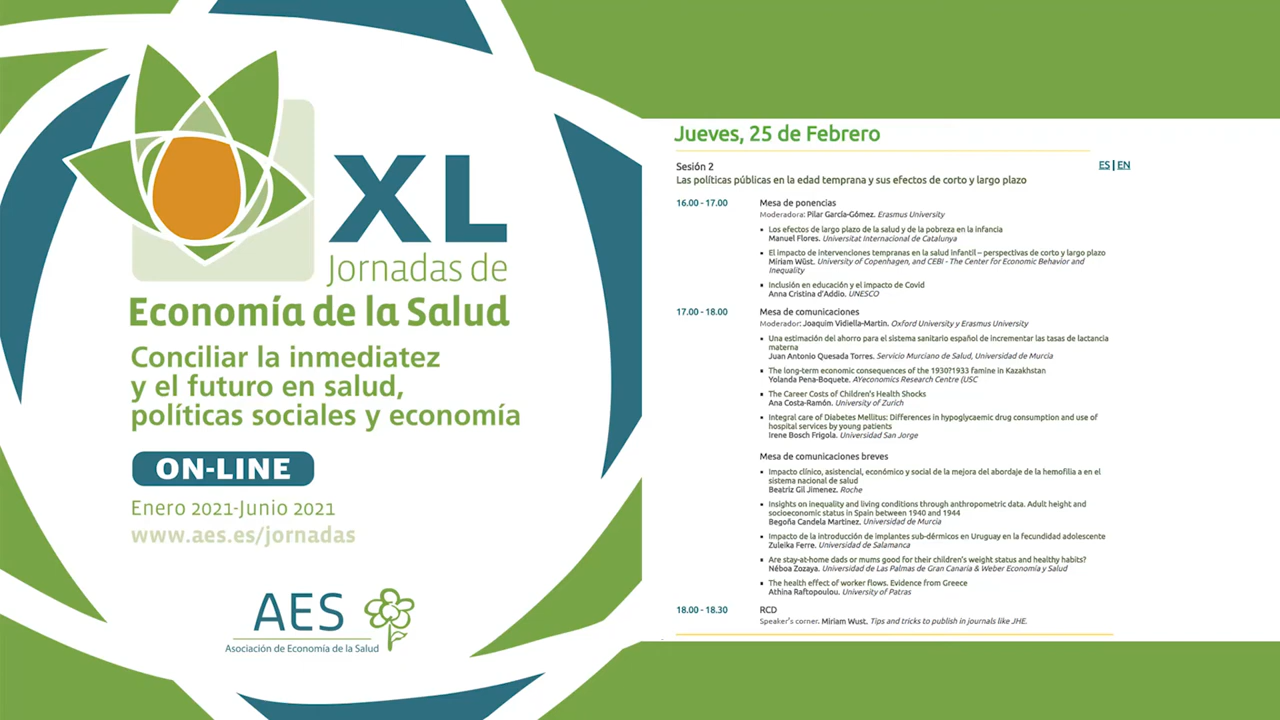 XL
Jornadas de
Economía de la Salud
Conciliar la inmediatez
y el futuro en salud,
políticas sociales y economía
ON-LINE
Enero 2021-Junio 2021
www.aes.es/jornadas
AES
Asociación de Economía de la Salud
Jueves, 25 de Febrero
ES | EN
Sesión 2
Las políticas públicas en la edad temprana y sus efectos de corto y largo plazo
16.00 - 17.00 Mesa de ponencias
Moderadora: Pilar García-Gómez. Erasmus University
• Los efectos de largo plazo de la salud y de la pobreza en la infancia
Manuel Flores. Universitat Internacional de Catalunya
• El impacto de intervenciones tempranas en la salud infantil – perspectivas de corto y largo plazo
Miriam Wüst. University of Copenhagen, and CEBI - The Center for Economic Behavior and
Inequality
• Inclusión en educación y el impacto de Covid
Anna Cristina d'Addio. UNESCO
17.00 - 18.00 Mesa de comunicaciones
Moderador: Joaquim Vidiella-Martin. Oxford University y Erasmus University
• Una estimación del ahorro para el sistema sanitario español de incrementar las tasas de lactancia
materna
Juan Antonio Quesada Torres. Servicio Murciano de Salud, Universidad de Murcia
• The long-term economic consequences of the 1930?1933 famine in Kazakhstan
Yolanda Pena-Boquete. AYeconomics Research Centre (USC
• The Career Costs of Children's Health Shocks
Ana Costa-Ramón. University of Zurich
• Integral care of Diabetes Mellitus: Differences in hypoglycaemic drug consumption and use of
hospital services by young patients
Irene Bosch Frigola. Universidad San Jorge
Mesa de comunicaciones breves
• Impacto clínico, asistencial, económico y social de la mejora del abordaje de la hemofilia a en el
sistema nacional de salud
Beatriz Gil Jimenez. Roche
• Insights on inequality and living conditions through anthropometric data. Adult height and
socioeconomic status in Spain between 1940 and 1944
Begoña Candela Martinez. Universidad de Murcia
• Impacto de la introducción de implantes sub-dérmicos en Uruguay en la fecundidad adolescente
Zuleika Ferre. Universidad de Salamanca
• Are stay-at-home dads or mums good for their children's weight status and healthy habits?
Néboa Zozaya. Universidad de Las Palmas de Gran Canaria & Weber Economía y Salud
• The health effect of worker flows. Evidence from Greece
Athina Raftopoulou. University of Patras
18.00 - 18.30 RCD
Speaker's corner. Miriam Wust. Tips and tricks to publish in journals like JHE.